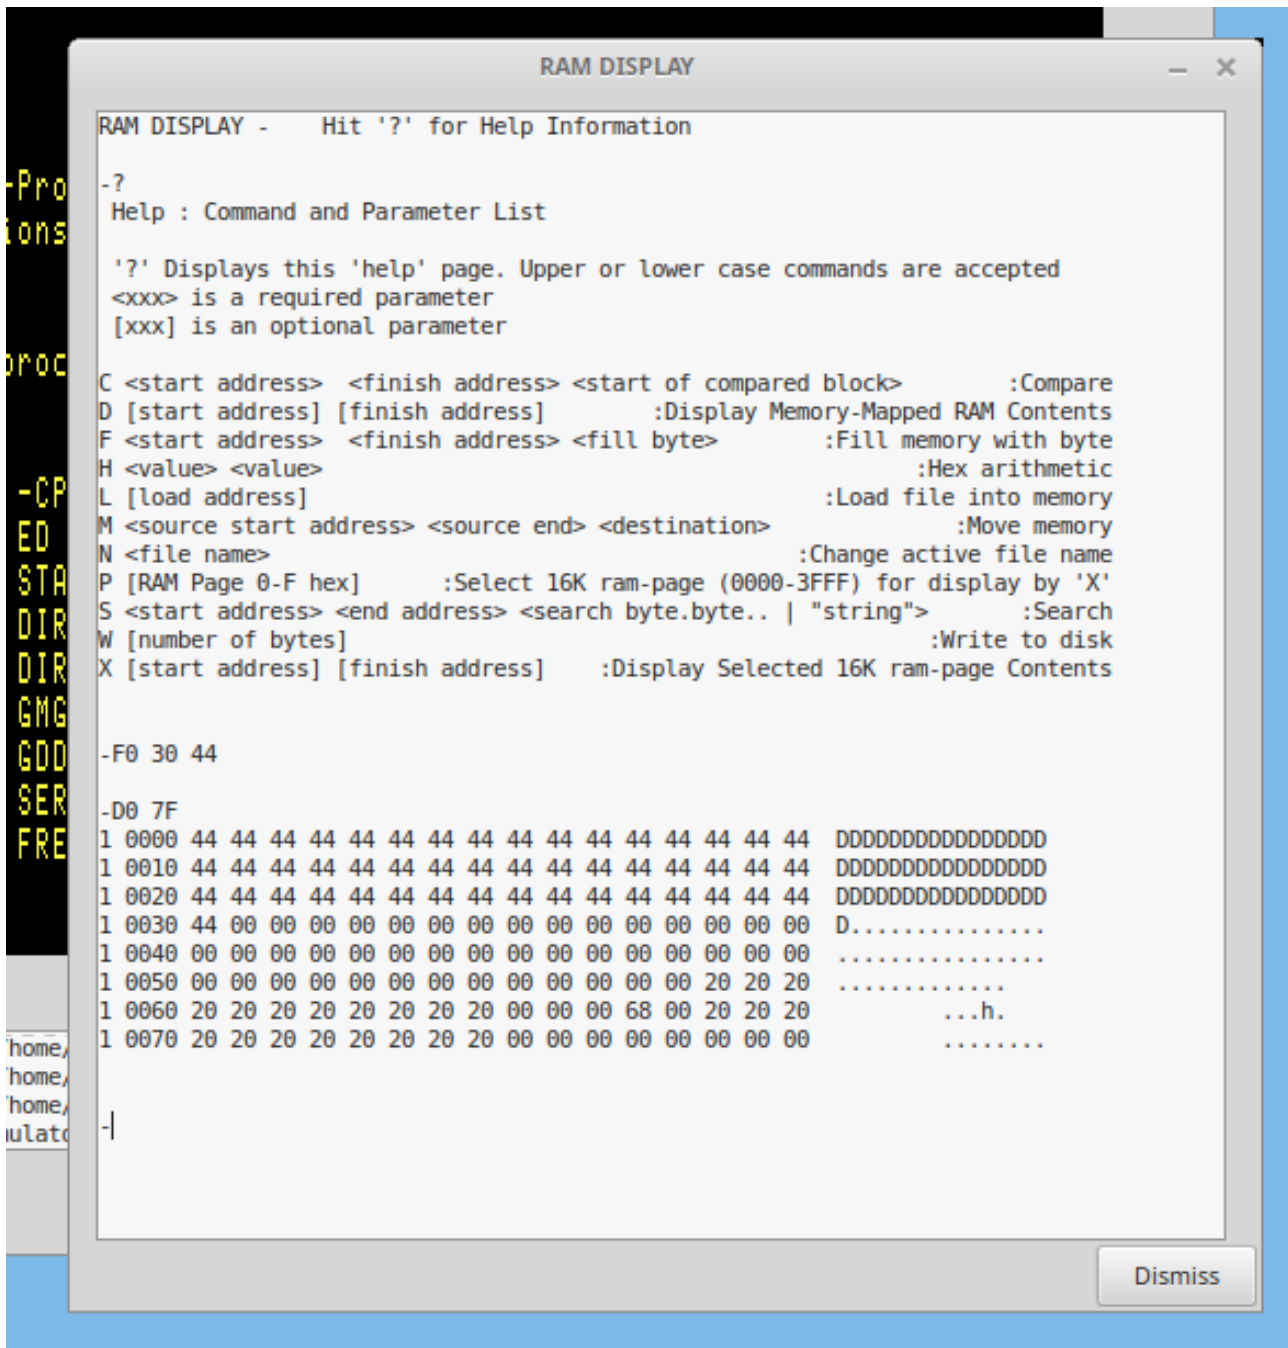 RAM DISPLAY
RAM DISPLAY -    Hit '?' for Help Information
-?
Help : Command and Parameter List
'?' Displays this 'help' page. Upper or lower case commands are accepted
<xxx> is a required parameter
[xxx] is an optional parameter
C <start address>  <finish address> <start of compared block>        :Compare
D [start address] [finish address]        :Display Memory-Mapped RAM Contents
F <start address>  <finish address> <fill byte>        :Fill memory with byte
H <value> <value>                                             :Hex arithmetic
L [load address]                                       :Load file into memory
M <source start address> <source end> <destination>              :Move memory
N <file name>                                        :Change active file name
P [RAM Page 0-F hex]      :Select 16K ram-page (0000-3FFF) for display by 'X'
S <start address> <end address> <search byte.byte.. | "string">       :Search
W [number of bytes]                                            :Write to disk
X [start address] [finish address]    :Display Selected 16K ram-page Contents
-F0 30 44
-D0 7F
1 0000 44 44 44 44 44 44 44 44 44 44 44 44 44 44 44 44  DDDDDDDDDDDDDDDD
1 0010 44 44 44 44 44 44 44 44 44 44 44 44 44 44 44 44  DDDDDDDDDDDDDDDD
1 0020 44 44 44 44 44 44 44 44 44 44 44 44 44 44 44 44  DDDDDDDDDDDDDDDD
1 0030 44 00 00 00 00 00 00 00 00 00 00 00 00 00 00 00  D...............
1 0040 00 00 00 00 00 00 00 00 00 00 00 00 00 00 00 00  ................
1 0050 00 00 00 00 00 00 00 00 00 00 00 00 00 20 20 20  .............
1 0060 20 20 20 20 20 20 20 20 00 00 00 68 00 20 20 20          ...h.
1 0070 20 20 20 20 20 20 20 20 00 00 00 00 00 00 00 00          ........
-
Dismiss
-Pro
ions
proc
-CP
ED
STA
DIR
DIR
GMG
GDD
SER
FRE
/home/
/home/
/home/
ulato